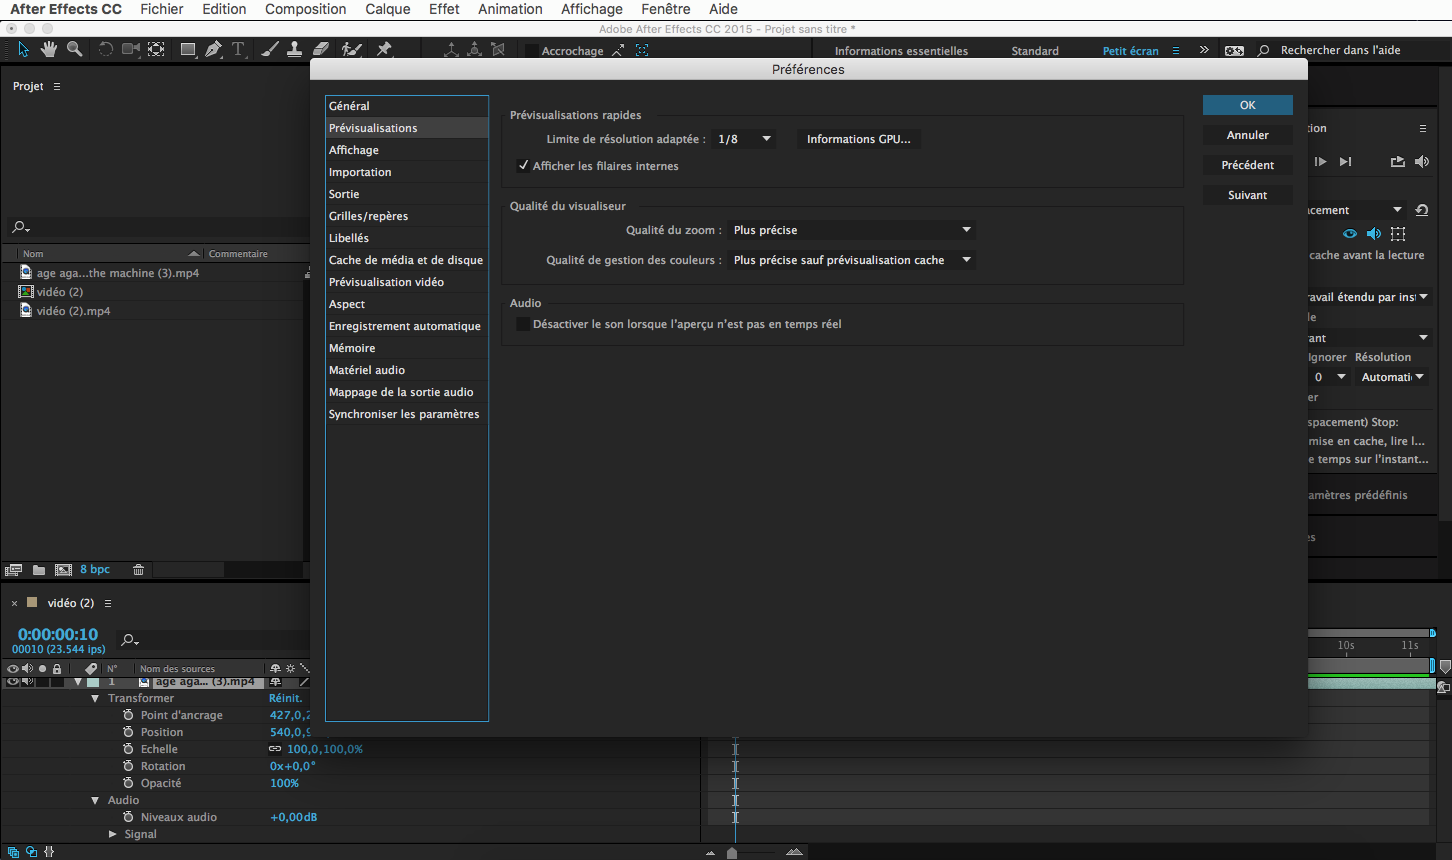 After Effects CC Fichier Edition Composition Calque Effet Animation Affichage Fenêtre Aide
Adobe After Effects CC 2015 - Projet sans titre *
Accrochage Informations essentielles Standard Petit écran Rechercher dans l'aide
Préférences
Projet
Nom Commentaire
age aga...the machine (3).mp4
vidéo (2)
vidéo (2).mp4
8 bpc
Général
Prévisualisations
Affichage
Importation
Sortie
Grilles/repères
Libellés
Cache de média et de disque
Prévisualisation vidéo
Aspect
Enregistrement automatique
Mémoire
Matériel audio
Mappage de la sortie audio
Synchroniser les paramètres
Prévisualisations rapides
Limite de résolution adaptée : 1/8 Informations GPU...
Afficher les filaires internes
Qualité du visualiseur
Qualité du zoom : Plus précise
Qualité de gestion des couleurs : Plus précise sauf prévisualisation cache
Audio
Désactiver le son lorsque l'aperçu n'est pas en temps réel
OK
Annuler
Précédent
Suivant
tion
cement
cache avant la lecture
ravail étendu par inst
le
rant
Ignorer Résolution
0 Automati
er
spacement) Stop:
mise en cache, lire l...
e temps sur l'instant...
amètres prédéfinis
es
vidéo (2)
0:00:00:10
00010 (23.544 ips)
N° Nom des sources
10s 11s
1 age aga... (3).mp4
Transformer Réinit.
Point d'ancrage 427,0,2
Position 540,0,9
Echelle 100,0,100,0%
Rotation 0x+0,0°
Opacité 100%
Audio
Niveaux audio +0,00dB
Signal